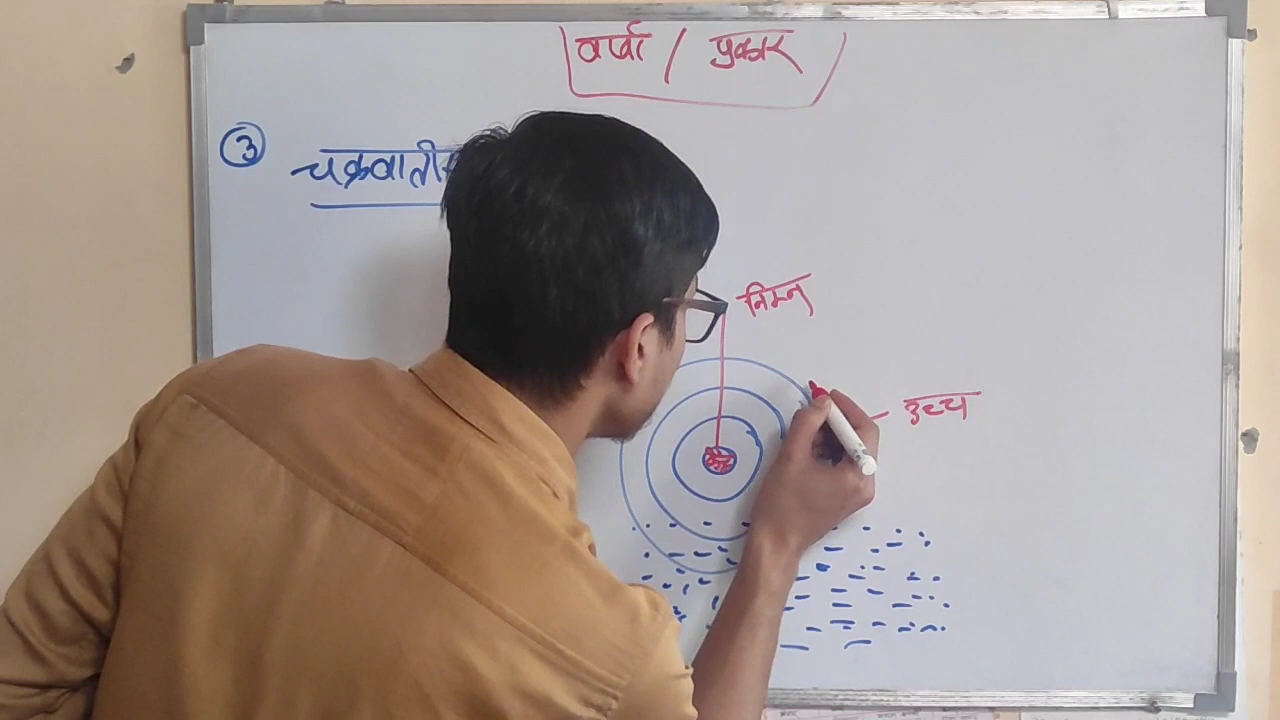 वर्षा / प्रकार
③ चक्रवाती
निम्न
उच्च